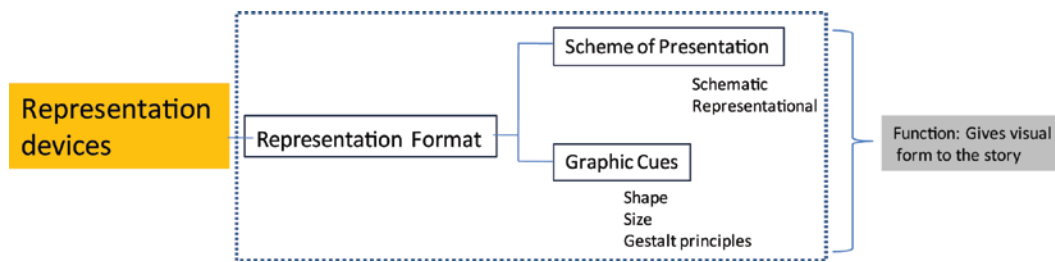 Representation
devices
Representation Format
Scheme of Presentation
Schematic
Representational
Graphic Cues
Shape
Size
Gestalt principles
Function: Gives visual
form to the story